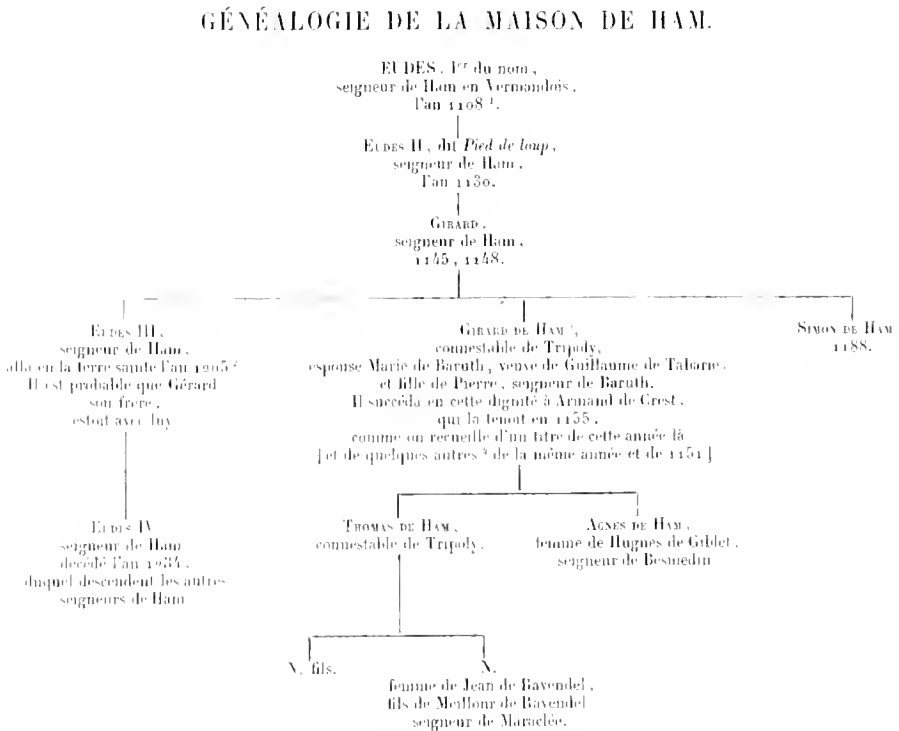 GÉNÉALOGIE DE LA MAISON DE HAM.
EUDES, Ier du nom,
seigneur de Ham en Vermandois,
l'an 1108 1.
EUDES II, dit Pied de loup,
seigneur de Ham,
l'an 1130.
GIRARD,
seigneur de Ham,
1145, 1148.
EUDES III,
seigneur de Ham,
alla en la terre sainte l'an 1205 2
Il est probable que Gérard
son frere,
estoit avec luy
EUDES IV
seigneur de Ham
decédé l'an 1234,
duquel descendent les autres
seigneurs de Ham
GIRARD DE HAM,
connestable de Tripoly,
espouse Marie de Baruth, veuve de Guillaume de Tabarie,
et fille de Pierre, seigneur de Baruth.
Il succéda en cette dignité à Armand de Crest,
qui la tenoit en 1155,
comme on recueille d'un titre de cette année là
[et de quelques autres de la même année et de 1151]
SIMON DE HAM
1188.
THOMAS DE HAM,
connestable de Tripoly.
AGNES DE HAM,
femme de Hugues de Giblet,
seigneur de Besmedin
N. fils.
N.
femme de Jean de Ravendel,
fils de Meillour de Ravendel
seigneur de Maraclée.